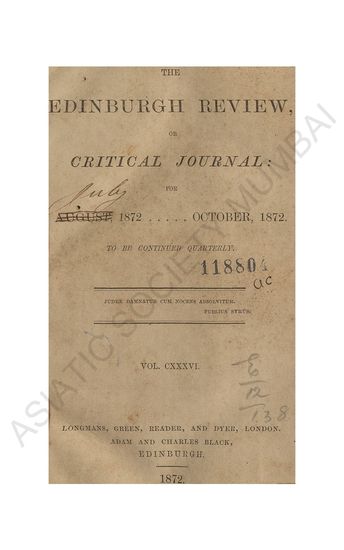 THE
EDINBURGH REVIEW,
OR
CRITICAL JOURNAL:
FOR
July
AUGUST, 1872 ..... OCTOBER, 1872.
TO BE CONTINUED QUARTERLY.
118804
UC
JUDEX DAMNATUR CUM NOCENS ABSOLVITUR.
PUBLIUS SYRUS.
VOL. CXXXVI.
LONGMANS, GREEN, READER, AND DYER, LONDON.
ADAM AND CHARLES BLACK,
EDINBURGH.
1872.
ASIATIC SOCIETY MUMBAI